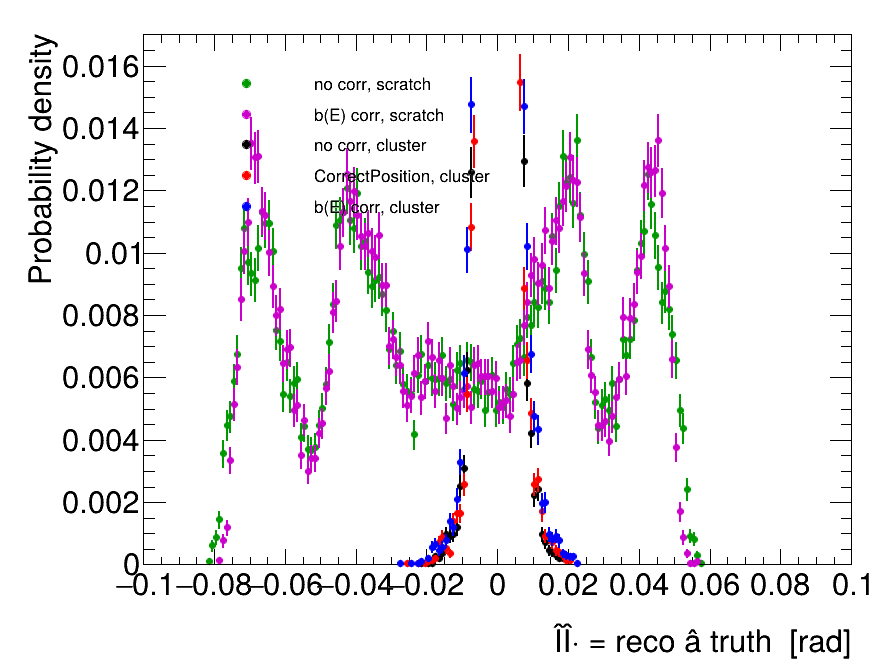 Probability density
0.016
0.014
0.012
0.01
0.008
0.006
0.004
0.002
0
no corr, scratch
b(E) corr, scratch
no corr, cluster
CorrectPosition, cluster
b(E) corr, cluster
−0.1 −0.08 −0.06 −0.04 −0.02 0 0.02 0.04 0.06 0.08 0.1
ÎÎ· = reco â truth [rad]